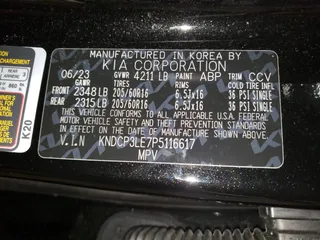 MANUFACTURED IN KOREA BY
KIA CORPORATION
06/23 GVWR 4211 LB PAINT ABP TRIM CCV
GAWR TIRES RIMS COLD TIRE INFL
FRONT 2348 LB 205/60R16 6.5Jx16 36 PSI SINGLE
REAR 2315 LB 205/60R16 6.5Jx16 36 PSI SINGLE
THIS VEHICLE CONFORMS TO ALL APPLICABLE U.S. FEDERAL
MOTOR VEHICLE SAFETY AND THEFT PREVENTION STANDARDS
IN EFFECT ON THE DATE OF MANUFACTURE SHOWN ABOVE.
V.I.N KNDCP3LE7P5116617
MPV
K20